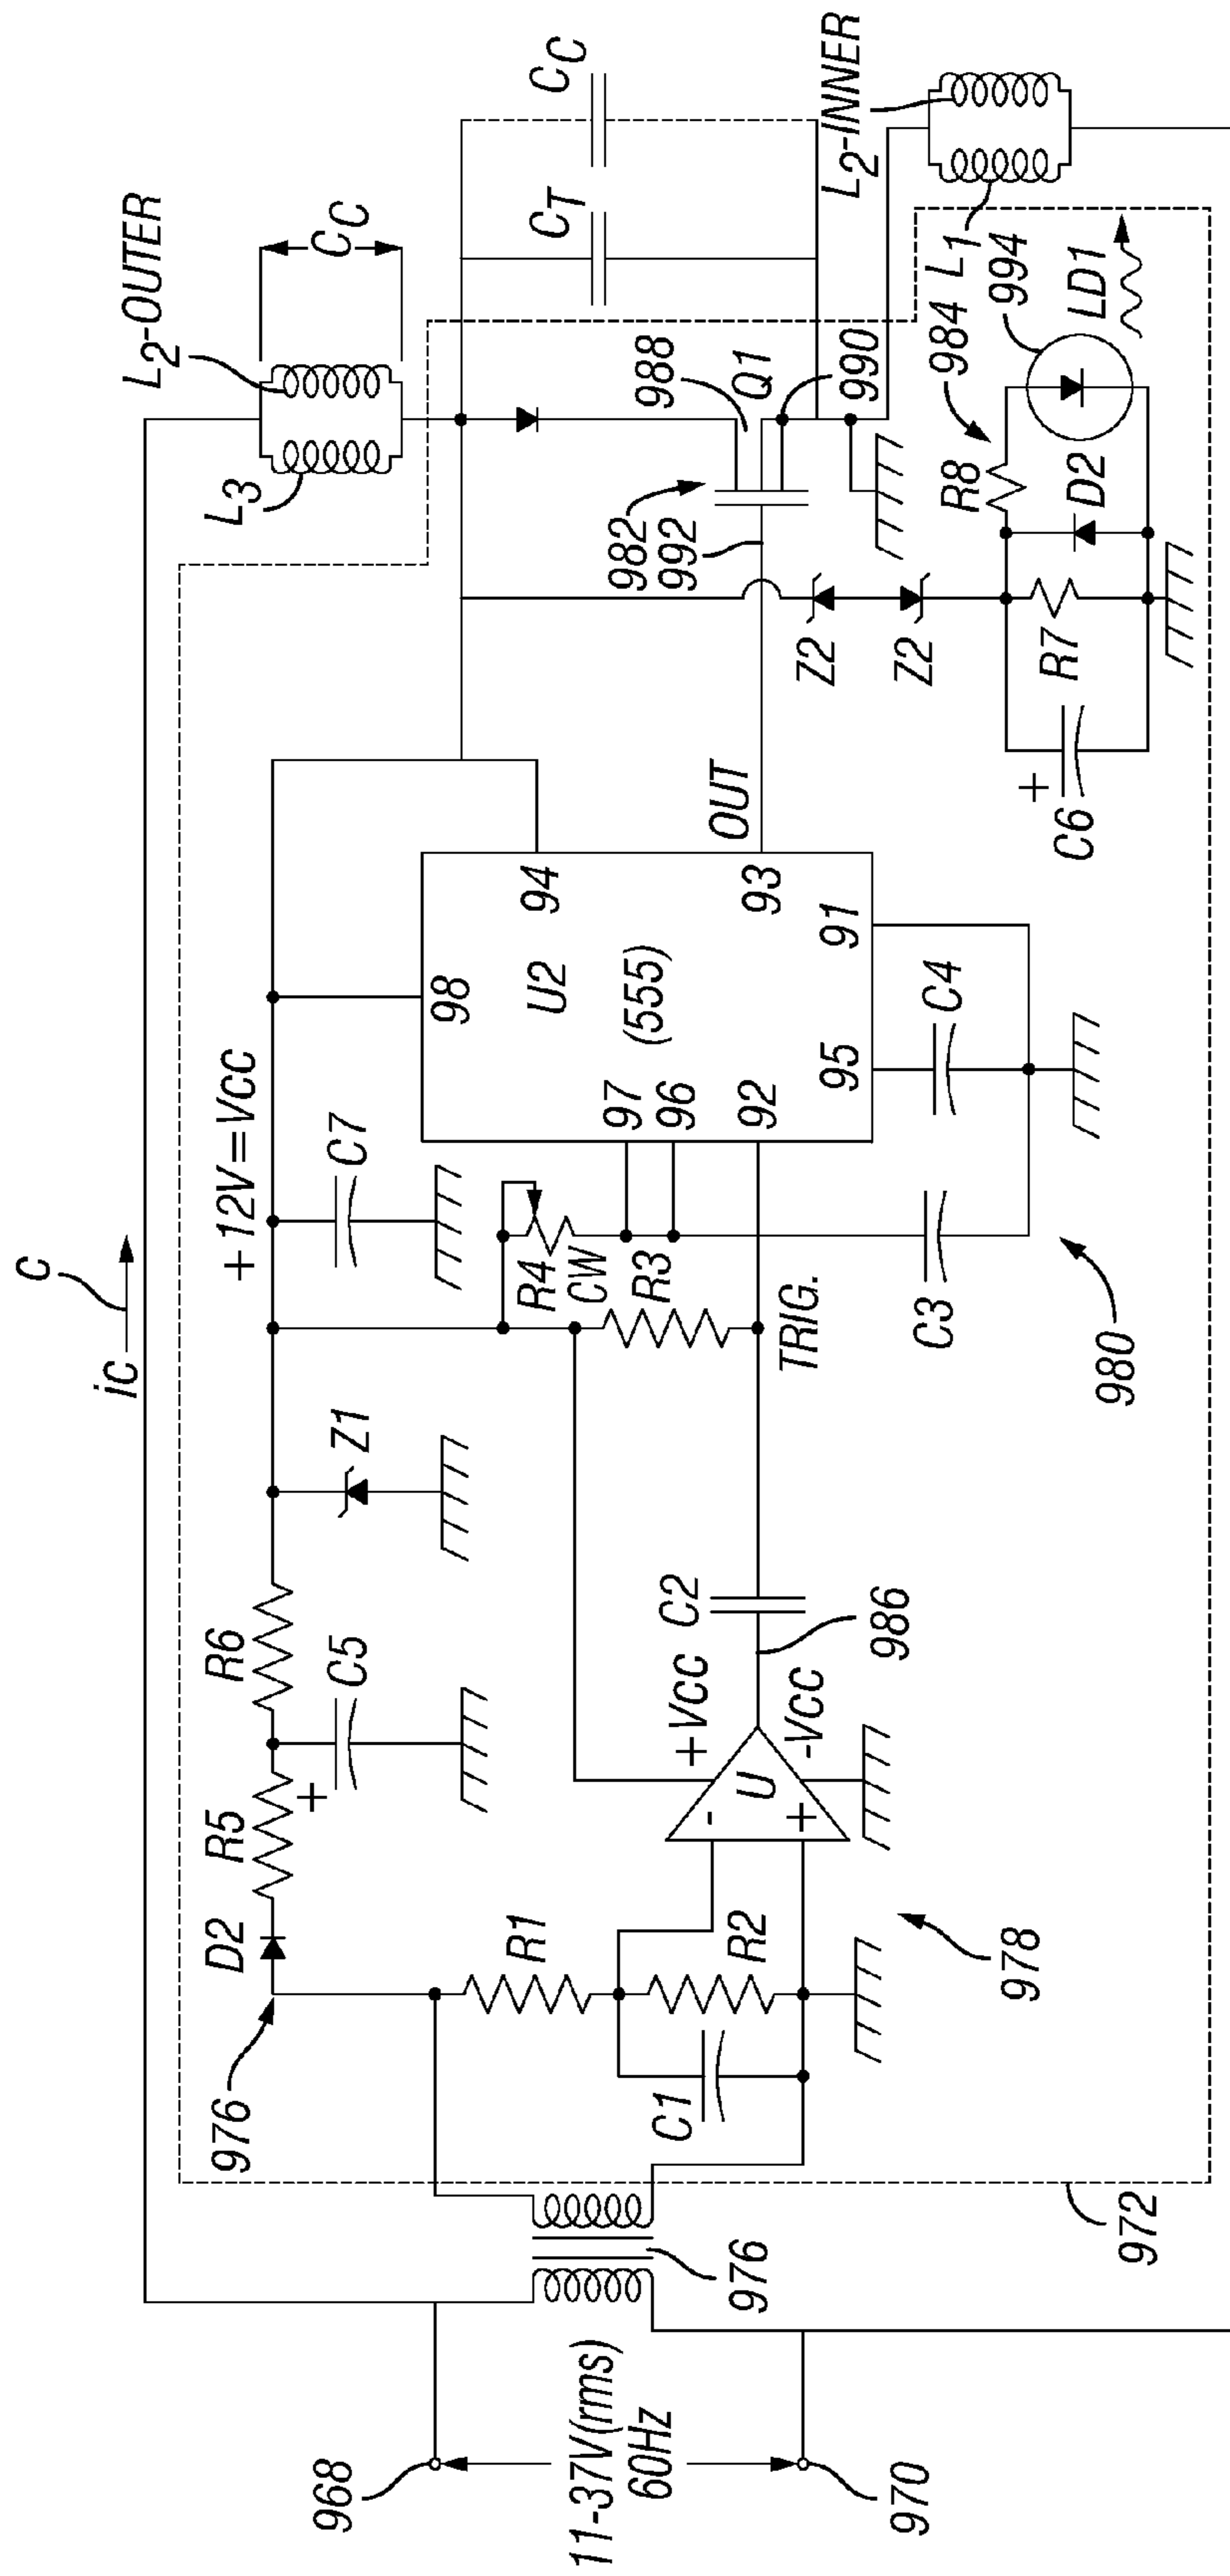 ic
C
L2-OUTER
L3
CC
CT
CC
L2-INNER
L1
+12V=VCC
976
D2
R5
R6
+
C5
Z1
C7
R4
CW
R3
98
94
U2
(555)
97
96
92
93
95
91
OUT
TRIG.
C3
C4
980
982
992
988
Q1
990
Z2
Z2
984
R8
994
LD1
D2
R7
+
C6
R1
R2
C1
-
+
U
+VCC
-VCC
C2
986
978
976
972
968
970
11-37V(rms)
60Hz